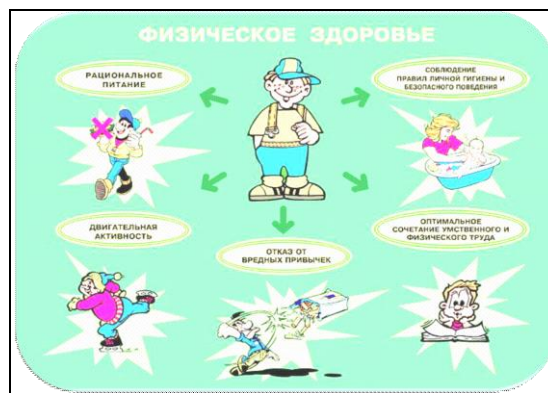 ФИЗИЧЕСКОЕ ЗДОРОВЬЕ
РАЦИОНАЛЬНОЕ
ПИТАНИЕ
СОБЛЮДЕНИЕ
ПРАВИЛ ЛИЧНОЙ ГИГИЕНЫ И
БЕЗОПАСНОГО ПОВЕДЕНИЯ
ДВИГАТЕЛЬНАЯ
АКТИВНОСТЬ
ОТКАЗ ОТ
ВРЕДНЫХ ПРИВЫЧЕК
ОПТИМАЛЬНОЕ
СОЧЕТАНИЕ УМСТВЕННОГО И
ФИЗИЧЕСКОГО ТРУДА